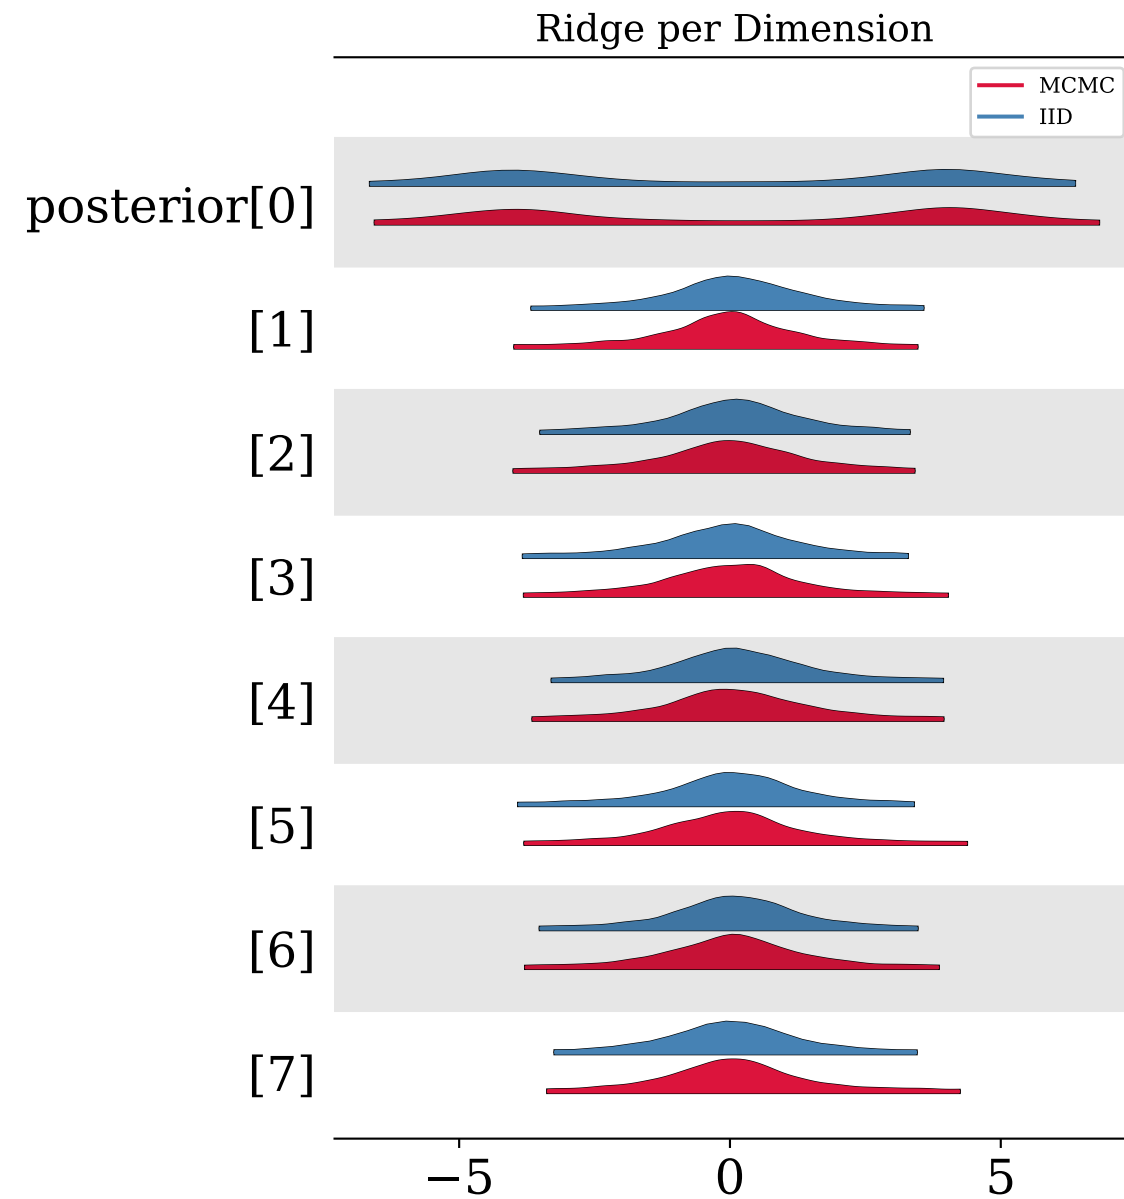 Ridge per Dimension
MCMC
IID
posterior[0]
[1]
[2]
[3]
[4]
[5]
[6]
[7]
−5 0 5